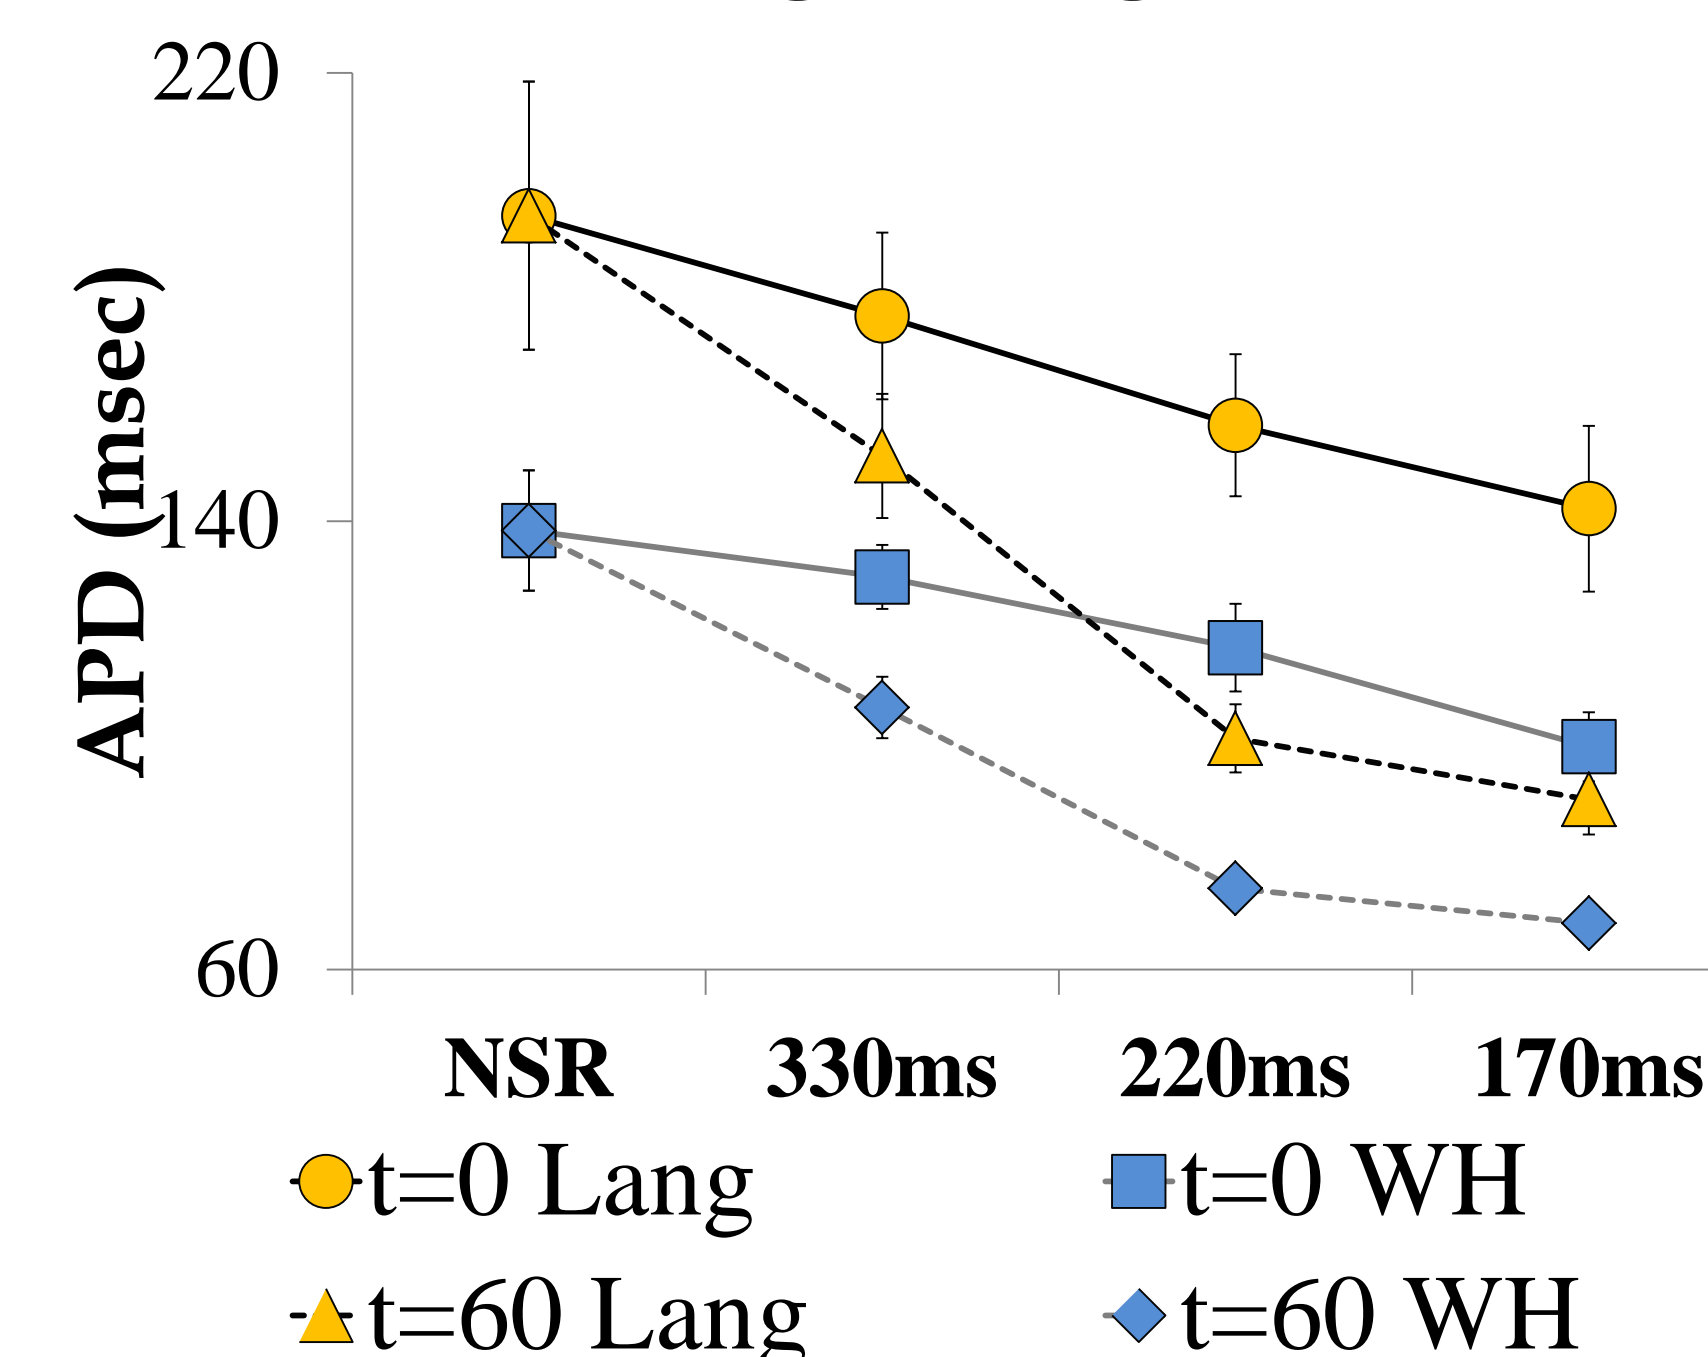 220
140
60
APD (msec)
NSR 330ms 220ms 170ms
t=0 Lang t=0 WH
t=60 Lang t=60 WH